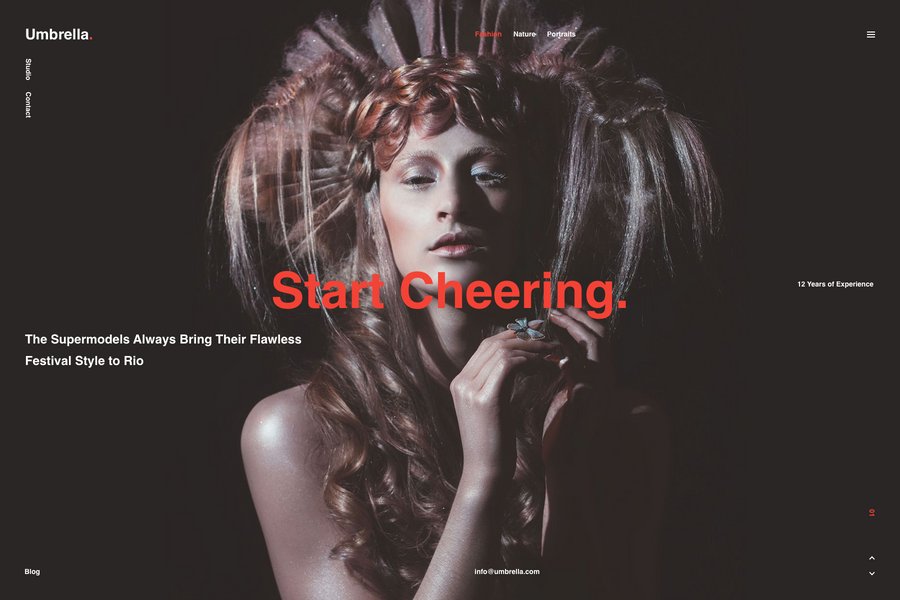 Umbrella.
Fashion Nature Portraits
Studio
Contact
Start Cheering.
12 Years of Experience
The Supermodels Always Bring Their Flawless
Festival Style to Rio
01
Blog
info@umbrella.com